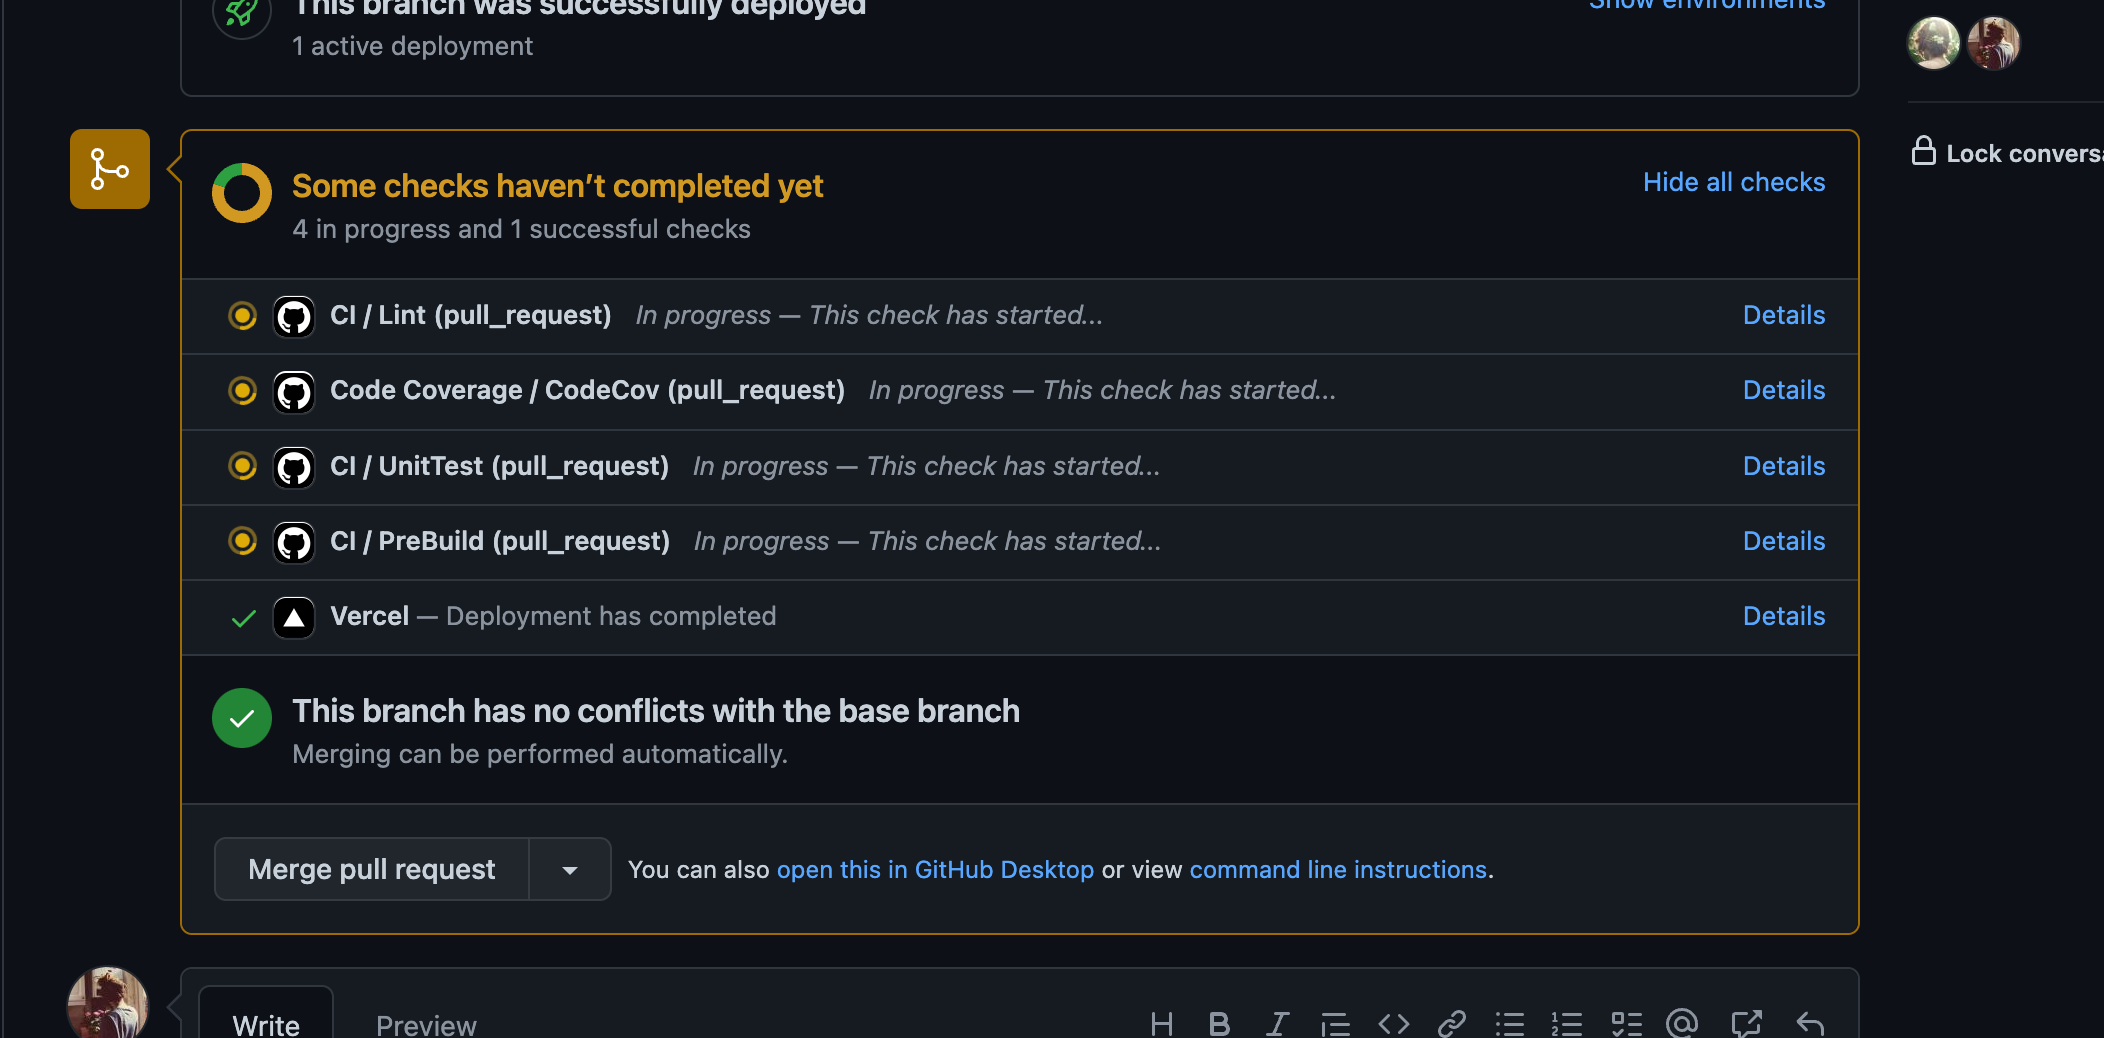 This branch was successfully deployed
Show environments
1 active deployment
Lock conversa
Some checks haven’t completed yet
Hide all checks
4 in progress and 1 successful checks
CI / Lint (pull_request) In progress — This check has started...
Details
Code Coverage / CodeCov (pull_request) In progress — This check has started...
Details
CI / UnitTest (pull_request) In progress — This check has started...
Details
CI / PreBuild (pull_request) In progress — This check has started...
Details
Vercel — Deployment has completed
Details
This branch has no conflicts with the base branch
Merging can be performed automatically.
Merge pull request
You can also open this in GitHub Desktop or view command line instructions.
Write
Preview